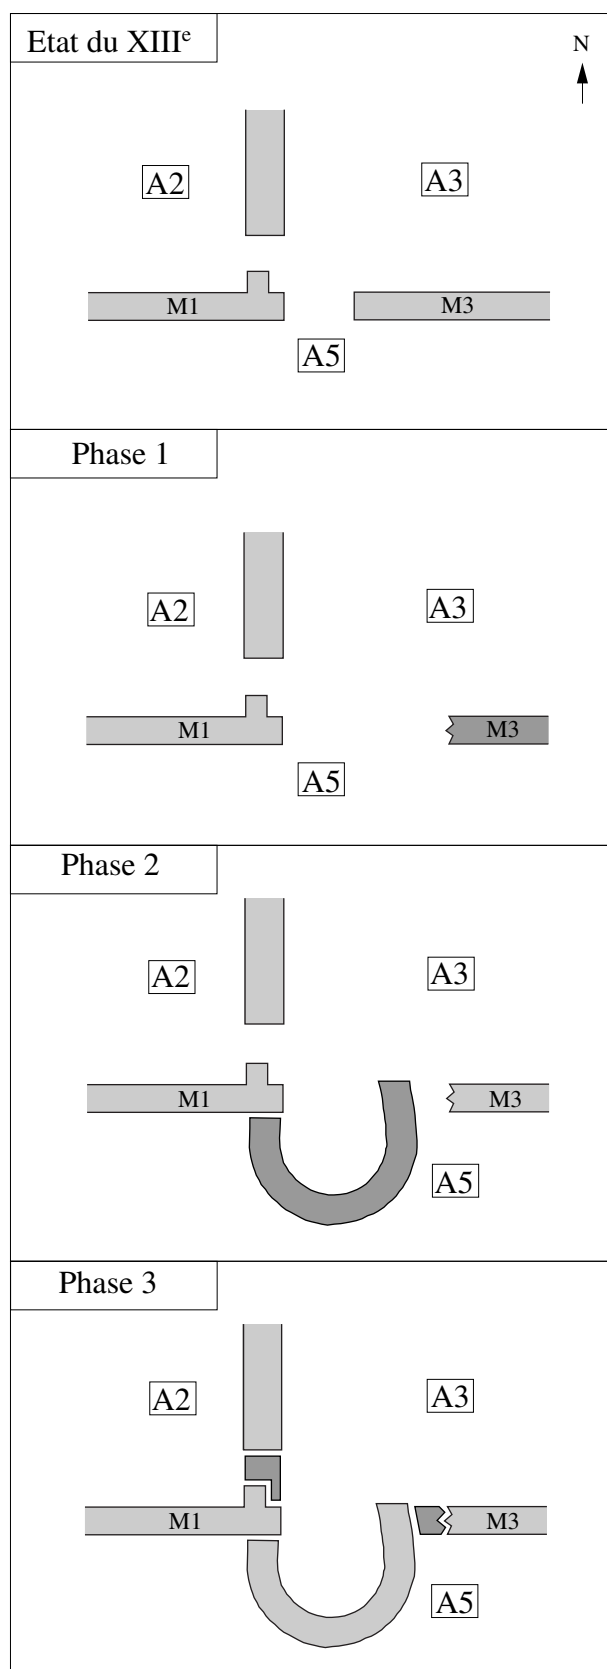 Etat du XIIIe
N
A2
A3
M1
M3
A5
Phase 1
A2
A3
M1
M3
A5
Phase 2
A2
A3
M1
M3
A5
Phase 3
A2
A3
M1
M3
A5